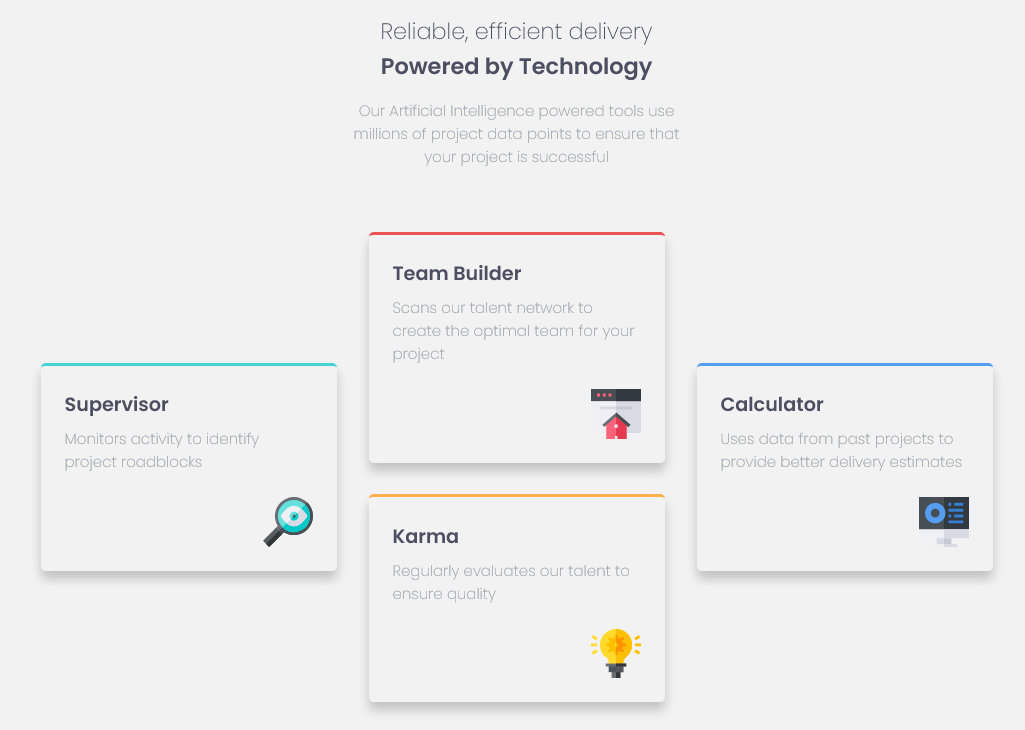 Reliable, efficient delivery
Powered by Technology
Our Artificial Intelligence powered tools use
millions of project data points to ensure that
your project is successful
Supervisor
Monitors activity to identify
project roadblocks
Team Builder
Scans our talent network to
create the optimal team for your
project
Karma
Regularly evaluates our talent to
ensure quality
Calculator
Uses data from past projects to
provide better delivery estimates